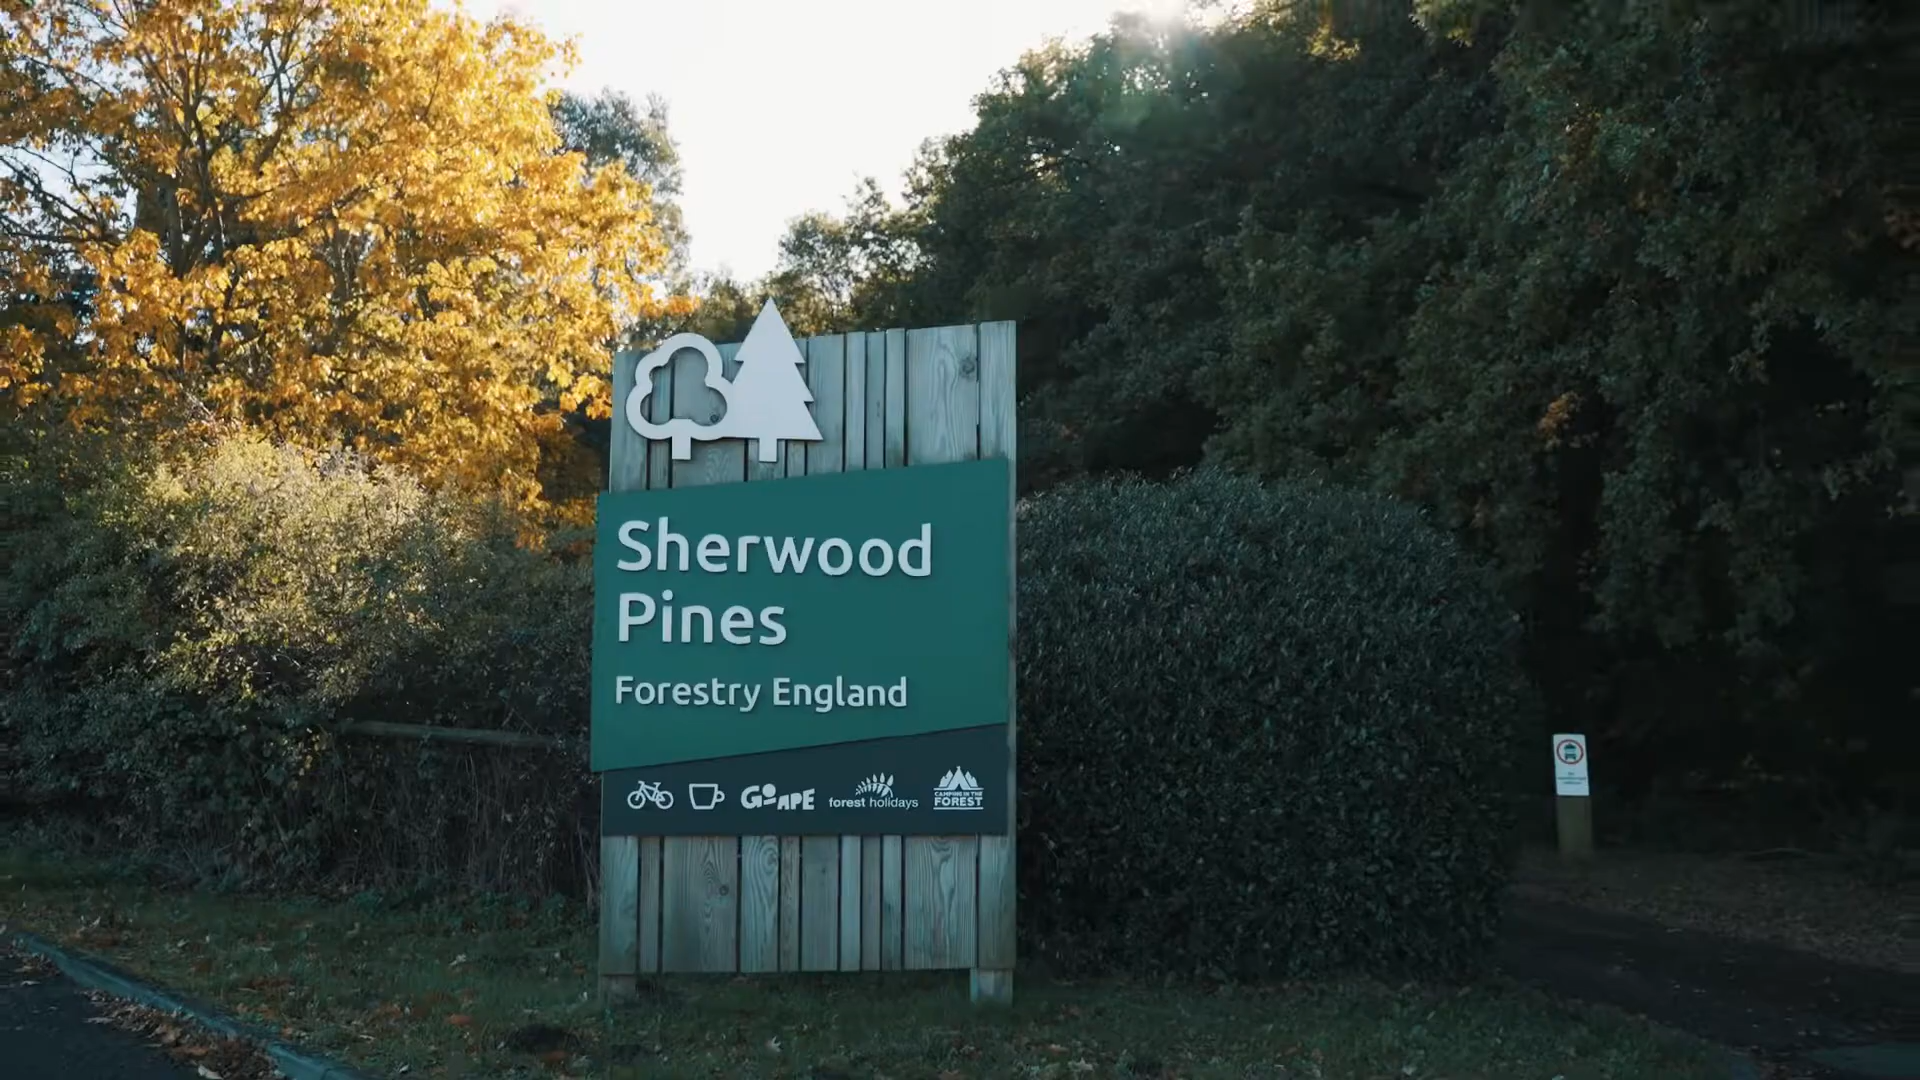 Sherwood
Pines
Forestry England
GO APE
forest holidays
CAMPING IN THE
FOREST